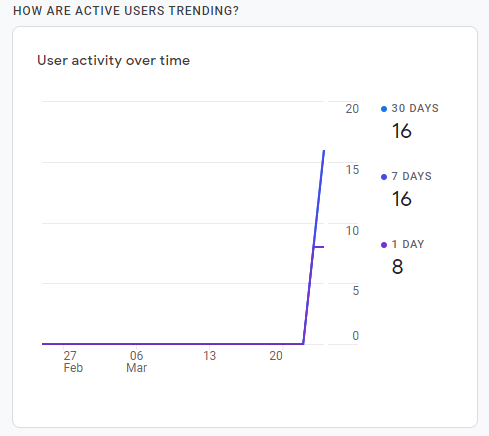 HOW ARE ACTIVE USERS TRENDING?
User activity over time
20
15
10
5
0
27
Feb
06
Mar
13
20
30 DAYS
16
7 DAYS
16
1 DAY
8